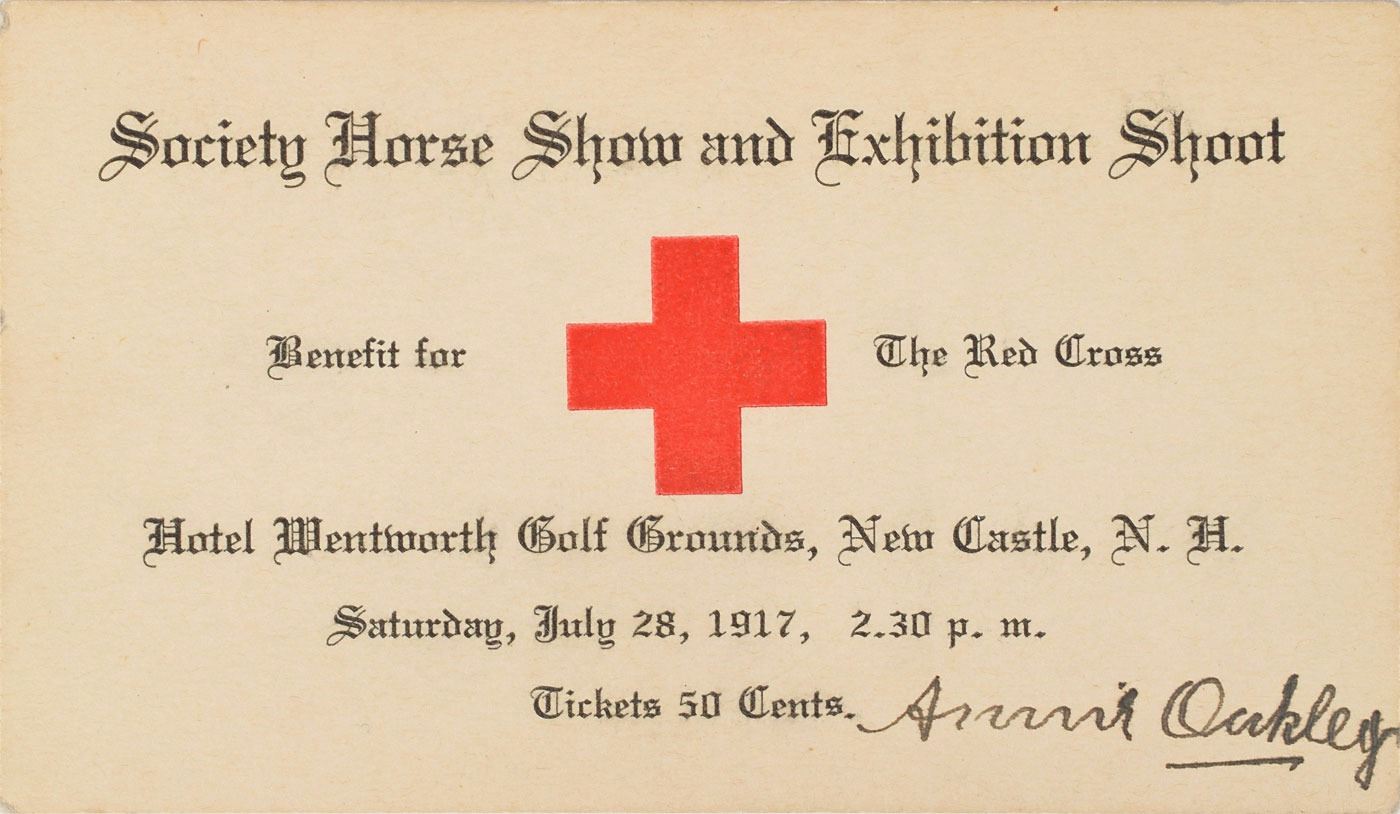 Society Horse Show and Exhibition Shoot
Benefit for The Red Cross
Hotel Wentworth Golf Grounds, New Castle, N. H.
Saturday, July 28, 1917, 2.30 p. m.
Tickets 50 Cents. Annie Oakley